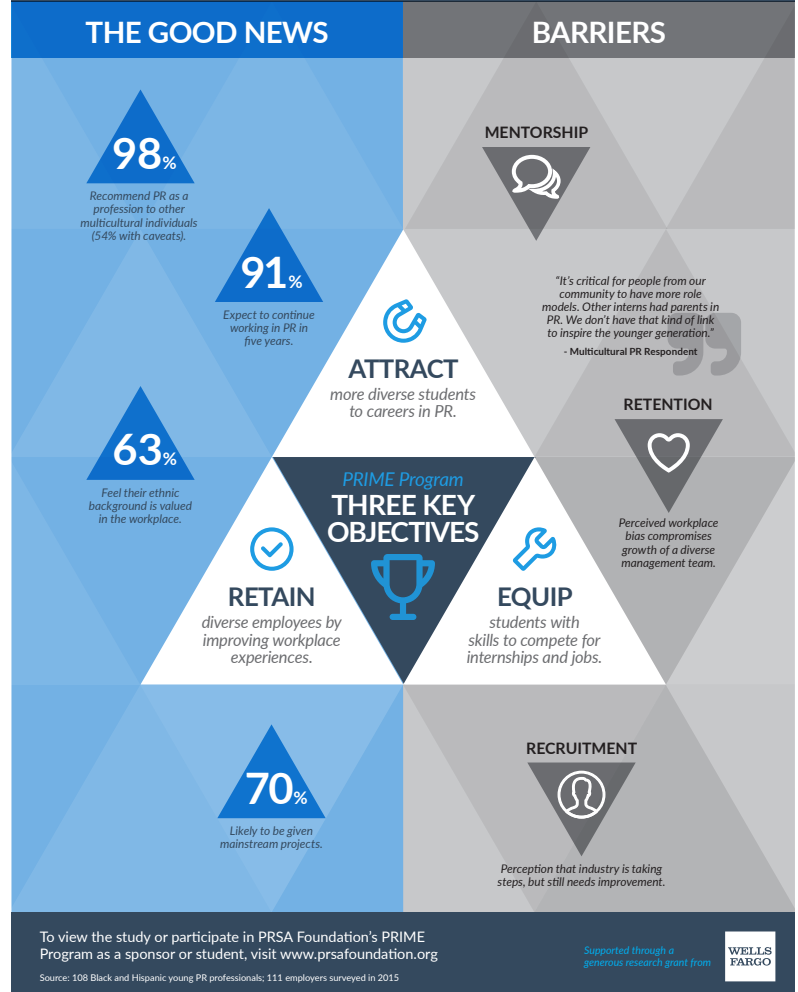 THE GOOD NEWS
98%
Recommend PR as a
profession to other
multicultural individuals
(54% with caveats).
91%
Expect to continue
working in PR in
five years.
63%
Feel their ethnic
background is valued
in the workplace.
70%
Likely to be given
mainstream projects.
ATTRACT
more diverse students
to careers in PR.
PRIME Program
THREE KEY
OBJECTIVES
RETAIN
diverse employees by
improving workplace
experiences.
EQUIP
students with
skills to compete for
internships and jobs.
BARRIERS
MENTORSHIP
“It’s critical for people from our
community to have more role
models. Other interns had parents in
PR. We don’t have that kind of link
to inspire the younger generation.”
- Multicultural PR Respondent
RETENTION
Perceived workplace
bias compromises
growth of a diverse
management team.
RECRUITMENT
Perception that industry is taking
steps, but still needs improvement.
To view the study or participate in PRSA Foundation’s PRIME
Program as a sponsor or student, visit www.prsafoundation.org
Source: 108 Black and Hispanic young PR professionals; 111 employers surveyed in 2015
Supported through a
generous research grant from
WELLS
FARGO